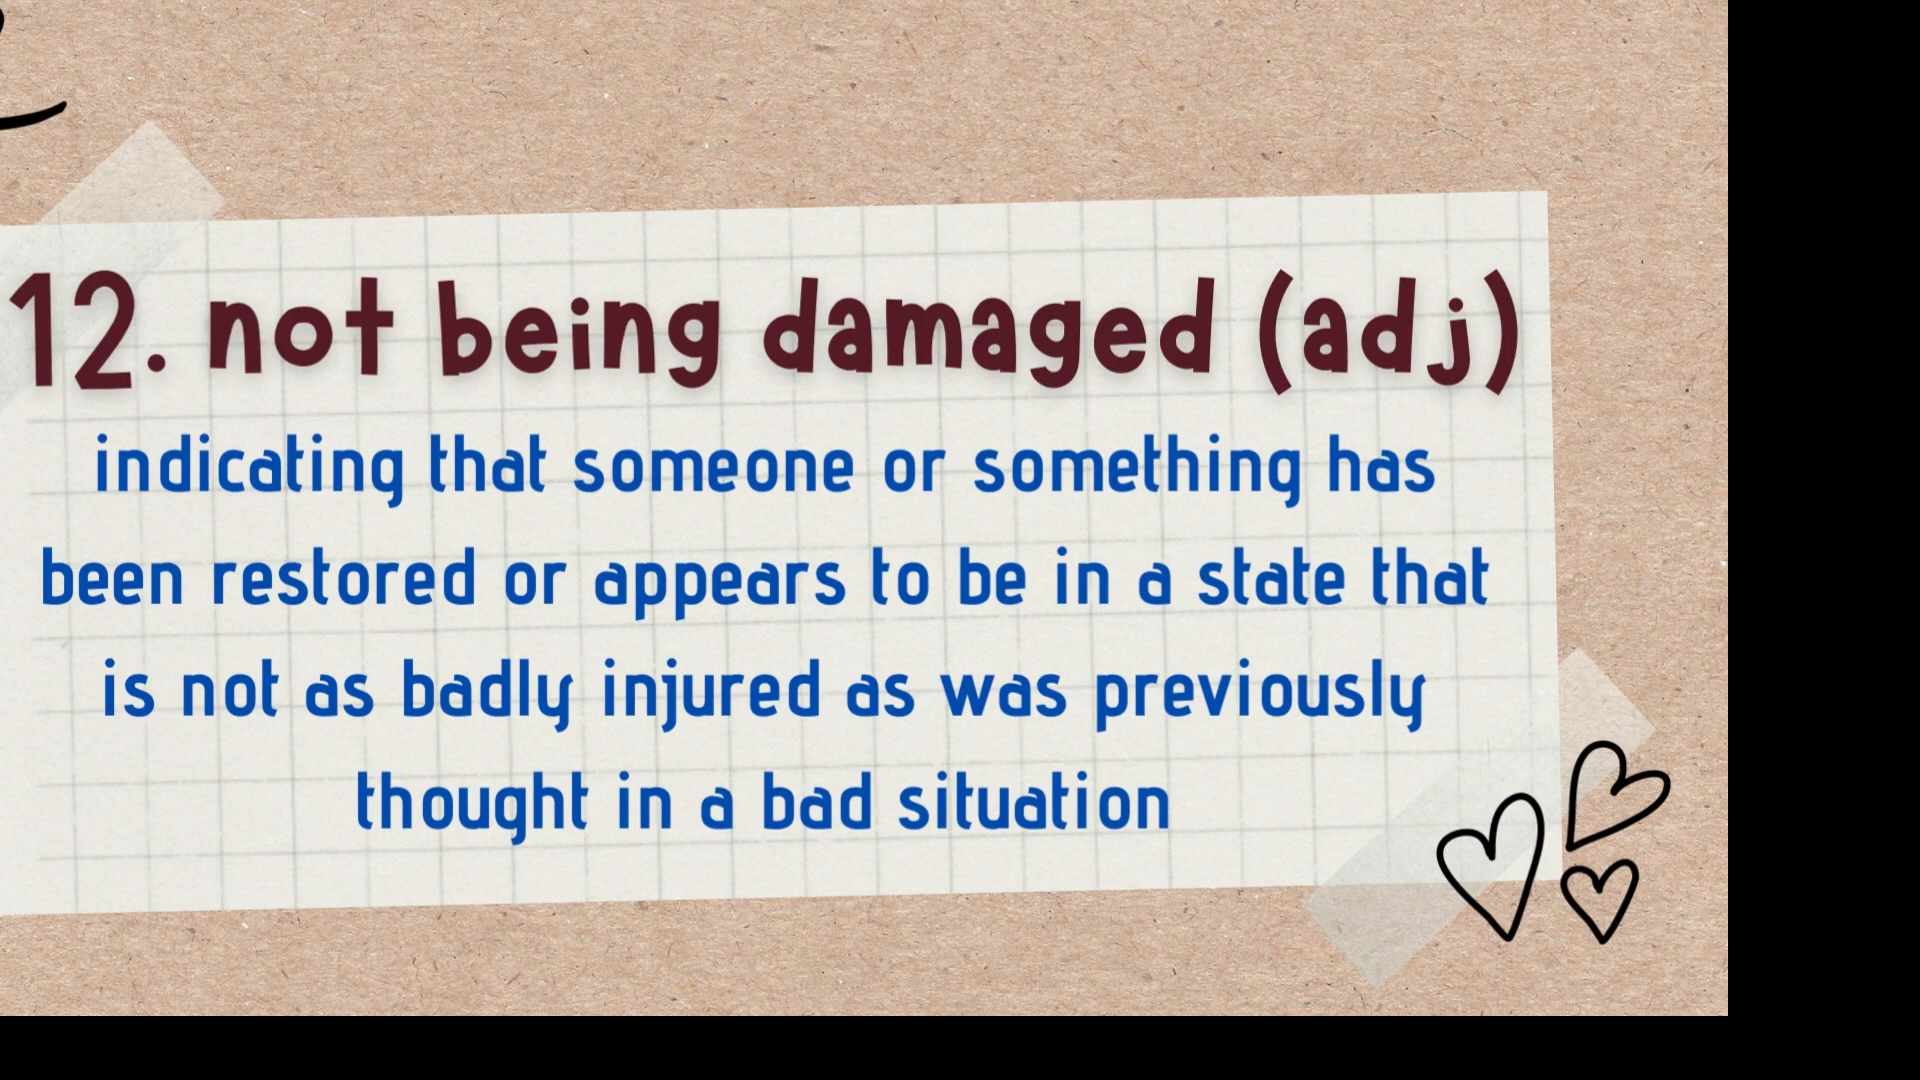 12. not being damaged (adj)
indicating that someone or something has
been restored or appears to be in a state that
is not as badly injured as was previously
thought in a bad situation